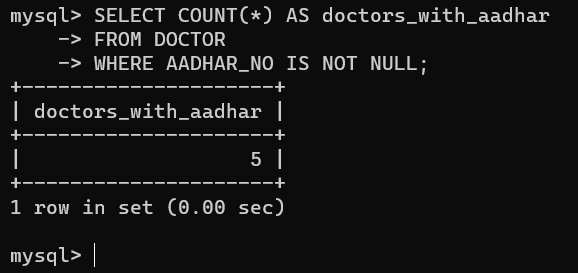 mysql> SELECT COUNT(*) AS doctors_with_aadhar
    -> FROM DOCTOR
    -> WHERE AADHAR_NO IS NOT NULL;
+---------------------+
| doctors_with_aadhar |
+---------------------+
|                   5 |
+---------------------+
1 row in set (0.00 sec)
mysql>